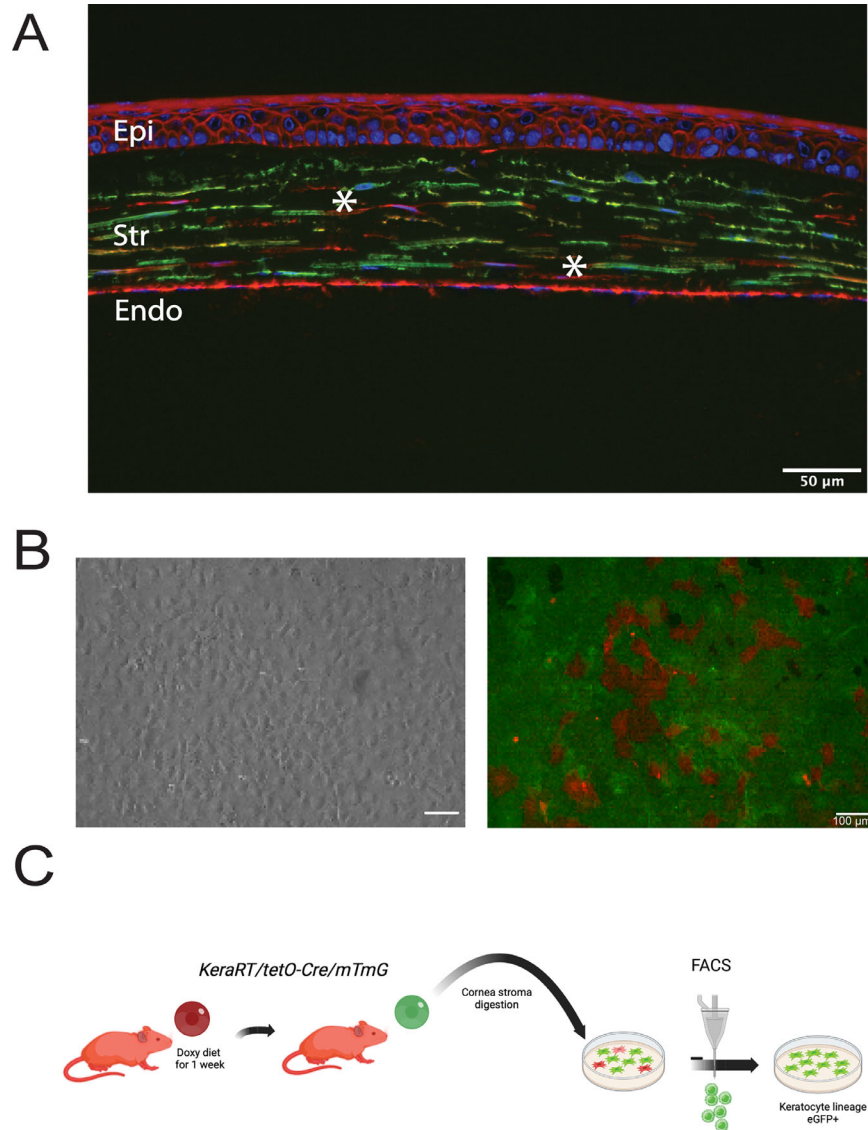 A
Epi
*
Str
*
Endo
50 µm
B
100 µm
C
KeraRT/tetO-Cre/mTmG
FACS
Cornea stroma
digestion
Doxy diet
for 1 week
Keratocyte lineage
eGFP+